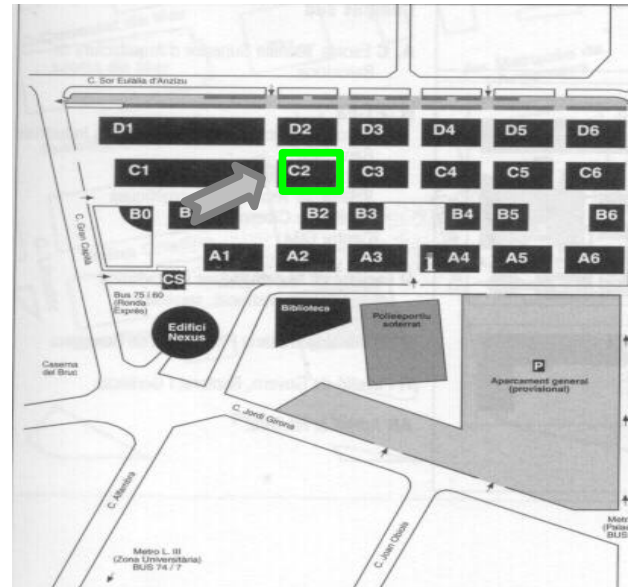 C. Sor Eulàlia d'Anzizu
D1 D2 D3 D4 D5 D6
C1 C2 C3 C4 C5 C6
B0 B2 B3 B4 B5 B6
A1 A2 A3 A4 A5 A6
C. Gran Capità
CS
Bus 75 i 60
(Ronda
Exprés)
Biblioteca
Poliesportiu
soterrat
Edifici
Nexus
Caserna
del Bruc
P
Aparcament general
(provisional)
C. Jordi Girona
C. Alfambra
C. Joan Obiols
Metro L. III
(Zona Universitària)
BUS 74 / 7
Metr
(Pala
BUS